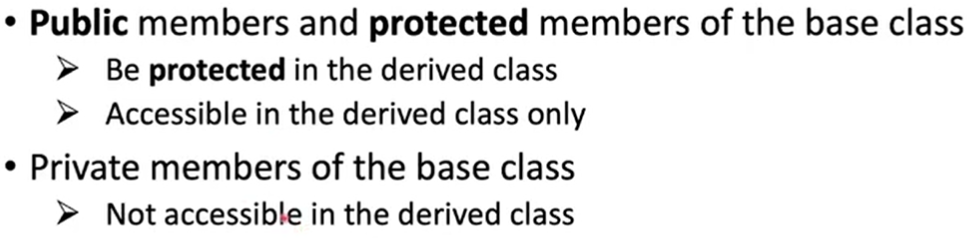 • Public members and protected members of the base class
➢ Be protected in the derived class
➢ Accessible in the derived class only
• Private members of the base class
➢ Not accessible in the derived class